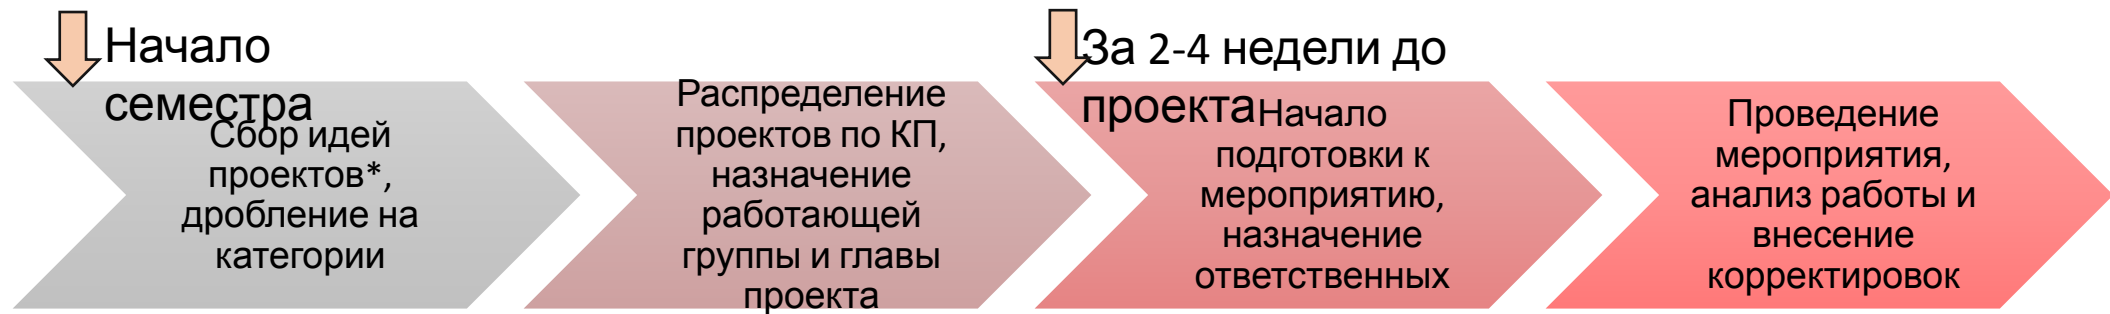 Начало
семестра
Сбор идей
проектов*,
дробление на
категории
Распределение
проектов по КП,
назначение
работающей
группы и главы
проекта
За 2-4 недели до
проекта
Начало
подготовки к
мероприятию,
назначение
ответственных
Проведение
мероприятия,
анализ работы и
внесение
корректировок